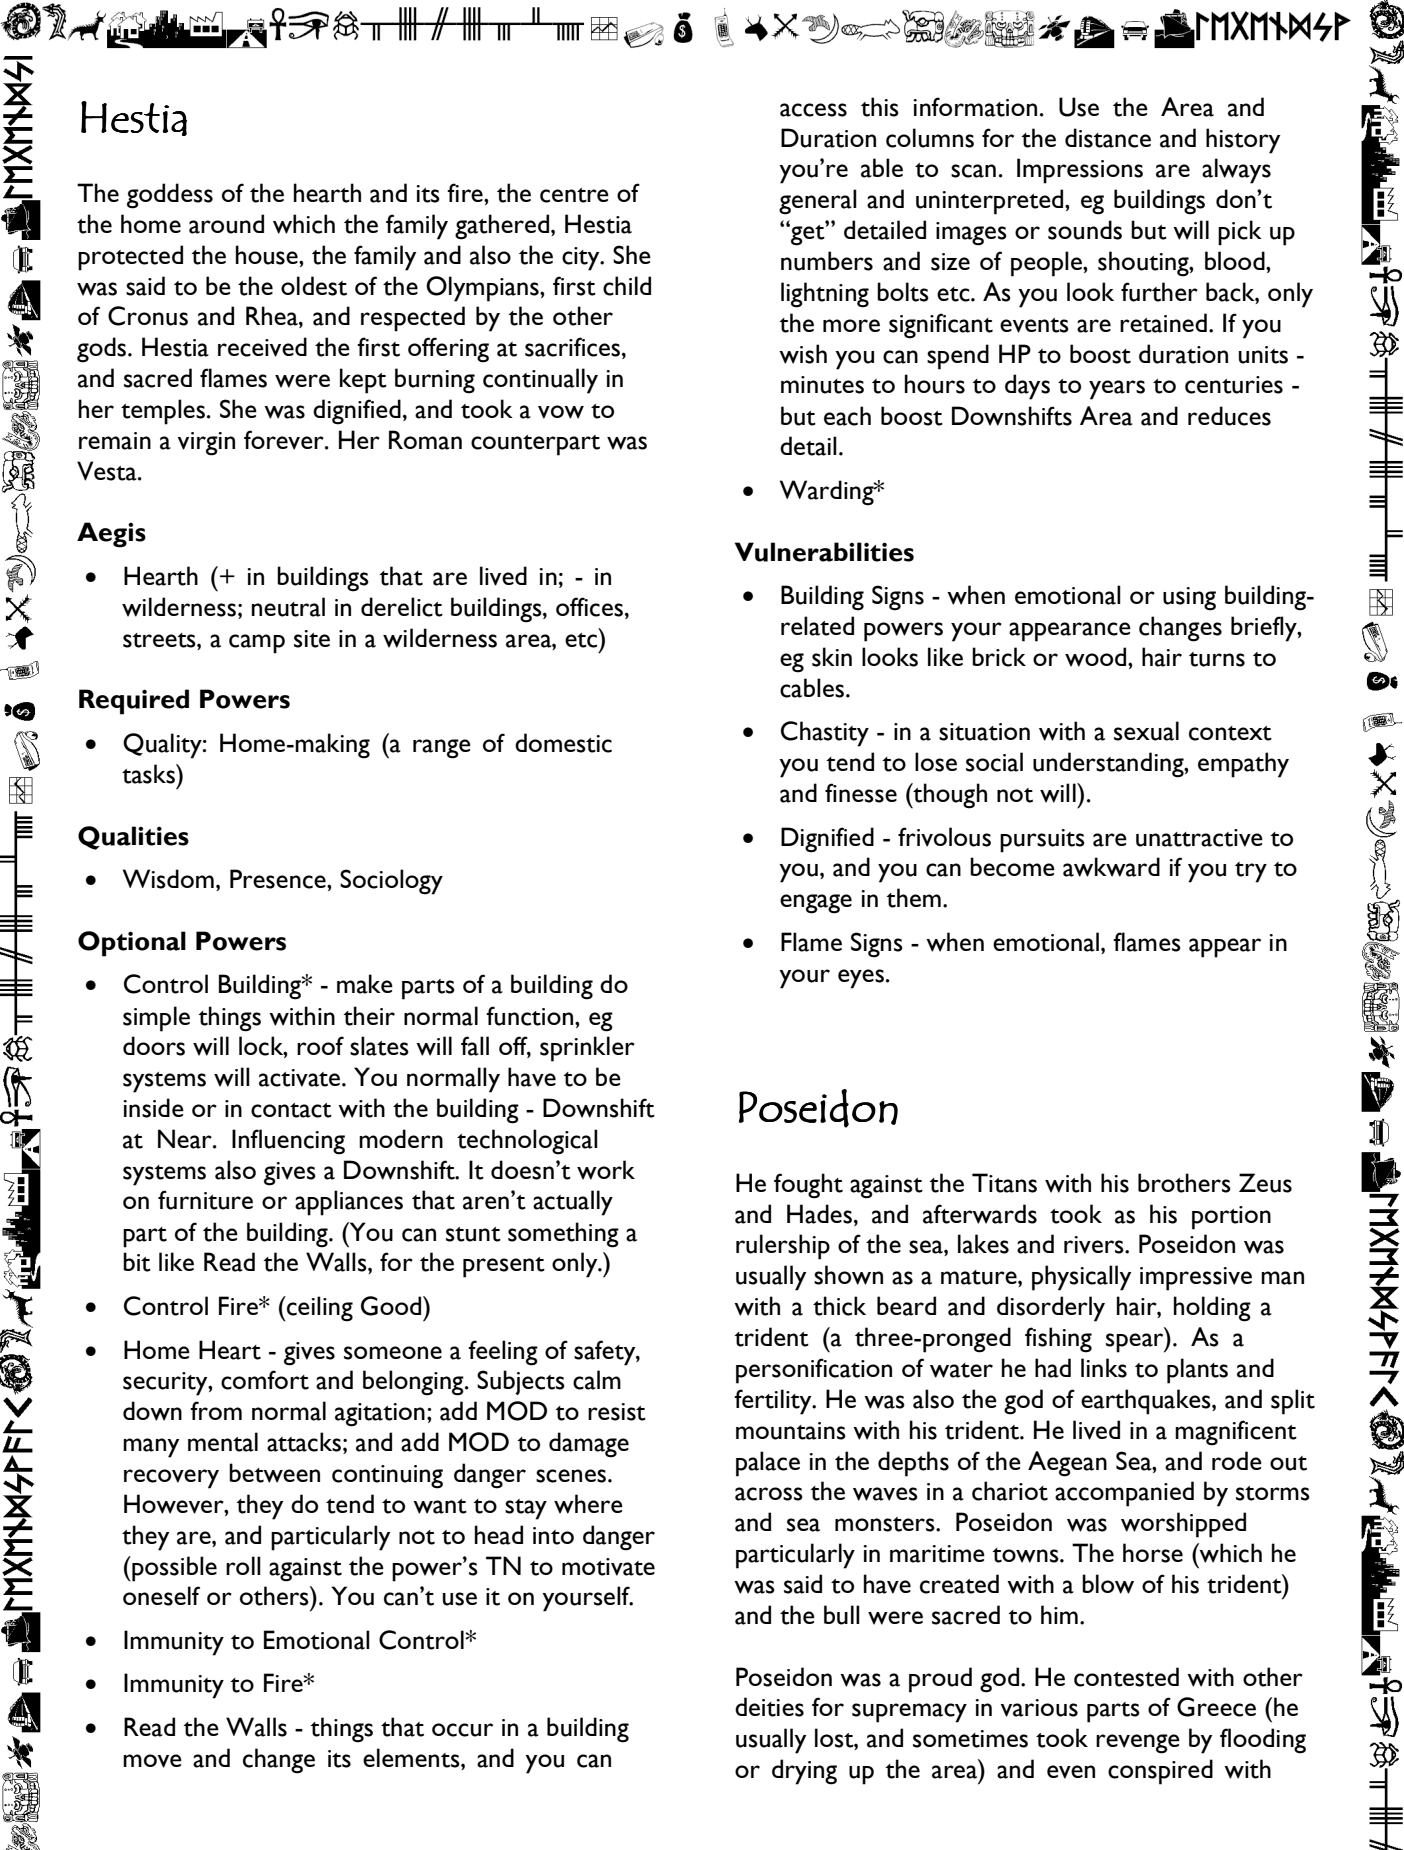 Hestia
The goddess of the hearth and its fire, the centre of
the home around which the family gathered, Hestia
protected the house, the family and also the city. She
was said to be the oldest of the Olympians, first child
of Cronus and Rhea, and respected by the other
gods. Hestia received the first offering at sacrifices,
and sacred flames were kept burning continually in
her temples. She was dignified, and took a vow to
remain a virgin forever. Her Roman counterpart was
Vesta.
Aegis
• Hearth (+ in buildings that are lived in; - in
wilderness; neutral in derelict buildings, offices,
streets, a camp site in a wilderness area, etc)
Required Powers
• Quality: Home-making (a range of domestic
tasks)
Qualities
• Wisdom, Presence, Sociology
Optional Powers
• Control Building* - make parts of a building do
simple things within their normal function, eg
doors will lock, roof slates will fall off, sprinkler
systems will activate. You normally have to be
inside or in contact with the building - Downshift
at Near. Influencing modern technological
systems also gives a Downshift. It doesn't work
on furniture or appliances that aren't actually
part of the building. (You can stunt something a
bit like Read the Walls, for the present only.)
• Control Fire* (ceiling Good)
• Home Heart - gives someone a feeling of safety,
security, comfort and belonging. Subjects calm
down from normal agitation; add MOD to resist
many mental attacks; and add MOD to damage
recovery between continuing danger scenes.
However, they do tend to want to stay where
they are, and particularly not to head into danger
(possible roll against the power's TN to motivate
oneself or others). You can't use it on yourself.
• Immunity to Emotional Control*
• Immunity to Fire*
• Read the Walls - things that occur in a building
move and change its elements, and you can
access this information. Use the Area and
Duration columns for the distance and history
you're able to scan. Impressions are always
general and uninterpreted, eg buildings don't
“get” detailed images or sounds but will pick up
numbers and size of people, shouting, blood,
lightning bolts etc. As you look further back, only
the more significant events are retained. If you
wish you can spend HP to boost duration units -
minutes to hours to days to years to centuries -
but each boost Downshifts Area and reduces
detail.
• Warding*
Vulnerabilities
• Building Signs - when emotional or using building-
related powers your appearance changes briefly,
eg skin looks like brick or wood, hair turns to
cables.
• Chastity - in a situation with a sexual context
you tend to lose social understanding, empathy
and finesse (though not will).
• Dignified - frivolous pursuits are unattractive to
you, and you can become awkward if you try to
engage in them.
• Flame Signs - when emotional, flames appear in
your eyes.
Poseidon
He fought against the Titans with his brothers Zeus
and Hades, and afterwards took as his portion
rulership of the sea, lakes and rivers. Poseidon was
usually shown as a mature, physically impressive man
with a thick beard and disorderly hair, holding a
trident (a three-pronged fishing spear). As a
personification of water he had links to plants and
fertility. He was also the god of earthquakes, and split
mountains with his trident. He lived in a magnificent
palace in the depths of the Aegean Sea, and rode out
across the waves in a chariot accompanied by storms
and sea monsters. Poseidon was worshipped
particularly in maritime towns. The horse (which he
was said to have created with a blow of his trident)
and the bull were sacred to him.
Poseidon was a proud god. He contested with other
deities for supremacy in various parts of Greece (he
usually lost, and sometimes took revenge by flooding
or drying up the area) and even conspired with